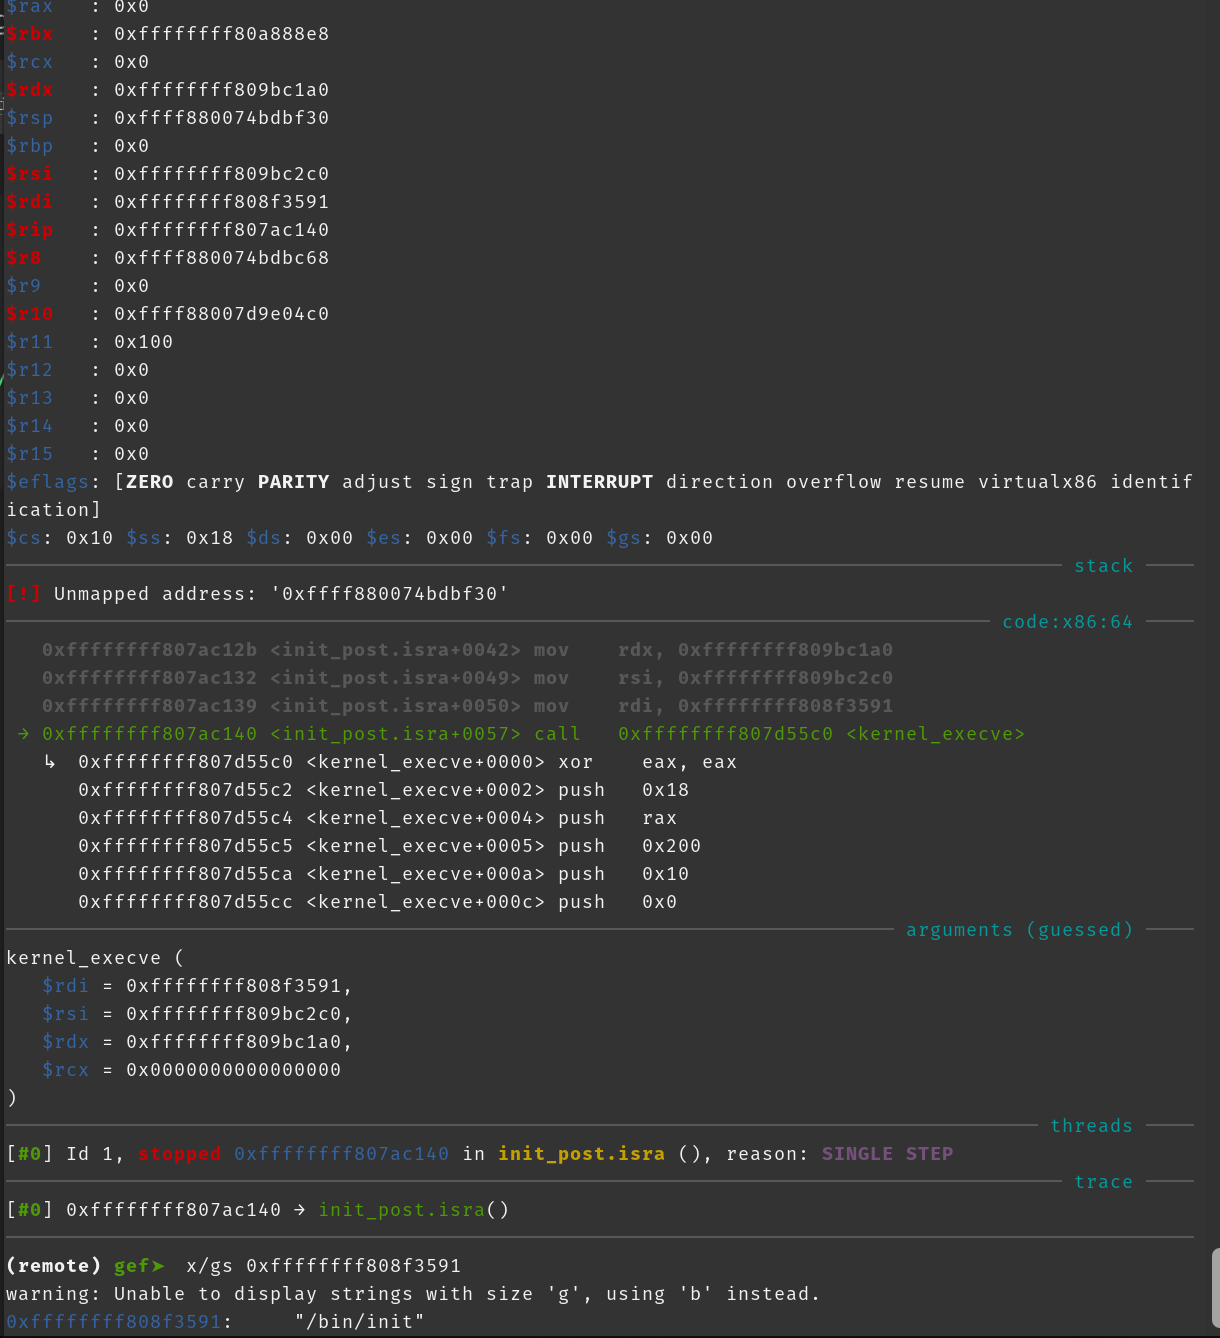 $rax   : 0x0
$rbx   : 0xffffffff80a888e8
$rcx   : 0x0
$rdx   : 0xffffffff809bc1a0
$rsp   : 0xffff880074bdbf30
$rbp   : 0x0
$rsi   : 0xffffffff809bc2c0
$rdi   : 0xffffffff808f3591
$rip   : 0xffffffff807ac140
$r8    : 0xffff880074bdbc68
$r9    : 0x0
$r10   : 0xffff88007d9e04c0
$r11   : 0x100
$r12   : 0x0
$r13   : 0x0
$r14   : 0x0
$r15   : 0x0
$eflags: [ZERO carry PARITY adjust sign trap INTERRUPT direction overflow resume virtualx86 identif
ication]
$cs: 0x10 $ss: 0x18 $ds: 0x00 $es: 0x00 $fs: 0x00 $gs: 0x00
stack
[!] Unmapped address: '0xffff880074bdbf30'
code:x86:64
   0xffffffff807ac12b <init_post.isra+0042> mov    rdx, 0xffffffff809bc1a0
   0xffffffff807ac132 <init_post.isra+0049> mov    rsi, 0xffffffff809bc2c0
   0xffffffff807ac139 <init_post.isra+0050> mov    rdi, 0xffffffff808f3591
 → 0xffffffff807ac140 <init_post.isra+0057> call   0xffffffff807d55c0 <kernel_execve>
   ↳  0xffffffff807d55c0 <kernel_execve+0000> xor    eax, eax
      0xffffffff807d55c2 <kernel_execve+0002> push   0x18
      0xffffffff807d55c4 <kernel_execve+0004> push   rax
      0xffffffff807d55c5 <kernel_execve+0005> push   0x200
      0xffffffff807d55ca <kernel_execve+000a> push   0x10
      0xffffffff807d55cc <kernel_execve+000c> push   0x0
arguments (guessed)
kernel_execve (
   $rdi = 0xffffffff808f3591,
   $rsi = 0xffffffff809bc2c0,
   $rdx = 0xffffffff809bc1a0,
   $rcx = 0x0000000000000000
)
threads
[#0] Id 1, stopped 0xffffffff807ac140 in init_post.isra (), reason: SINGLE STEP
trace
[#0] 0xffffffff807ac140 → init_post.isra()
(remote) gef➤  x/gs 0xffffffff808f3591
warning: Unable to display strings with size 'g', using 'b' instead.
0xffffffff808f3591:     "/bin/init"